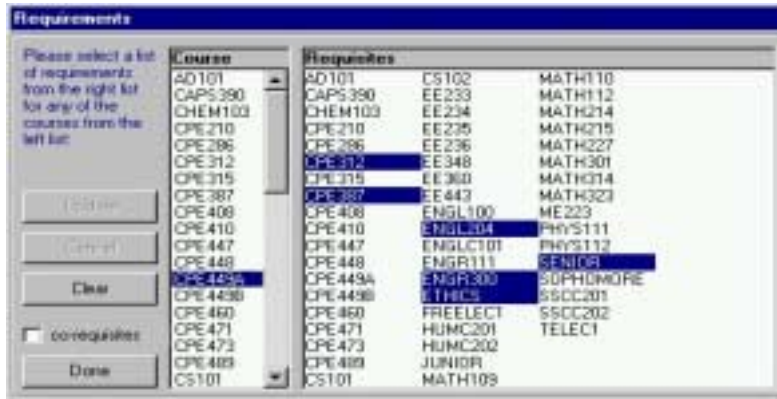 Requirements
Please select a list
of requirements
from the right list
for any of the
courses from the
left list
Update
Cancel
Clear
co-requisites
Done
Course
AD101
CAPS390
CHEM103
CPE210
CPE286
CPE312
CPE315
CPE387
CPE408
CPE410
CPE447
CPE448
CPE449A
CPE449B
CPE460
CPE471
CPE473
CPE489
CS101
Requisites
AD101 CS102 MATH110
CAPS390 EE233 MATH112
CHEM103 EE234 MATH214
CPE210 EE235 MATH215
CPE286 EE236 MATH227
CPE312 EE348 MATH301
CPE315 EE360 MATH314
CPE387 EE443 MATH323
CPE408 ENGL100 ME223
CPE410 ENGL204 PHYS111
CPE447 ENGLC101 PHYS112
CPE448 ENGR111 SENIOR
CPE449A ENGR300 SOPHOMORE
CPE449B ETHICS SSCC201
CPE460 FREELEC1 SSCC202
CPE471 HUMC201 TELEC1
CPE473 HUMC202
CPE489 JUNIOR
CS101 MATH109